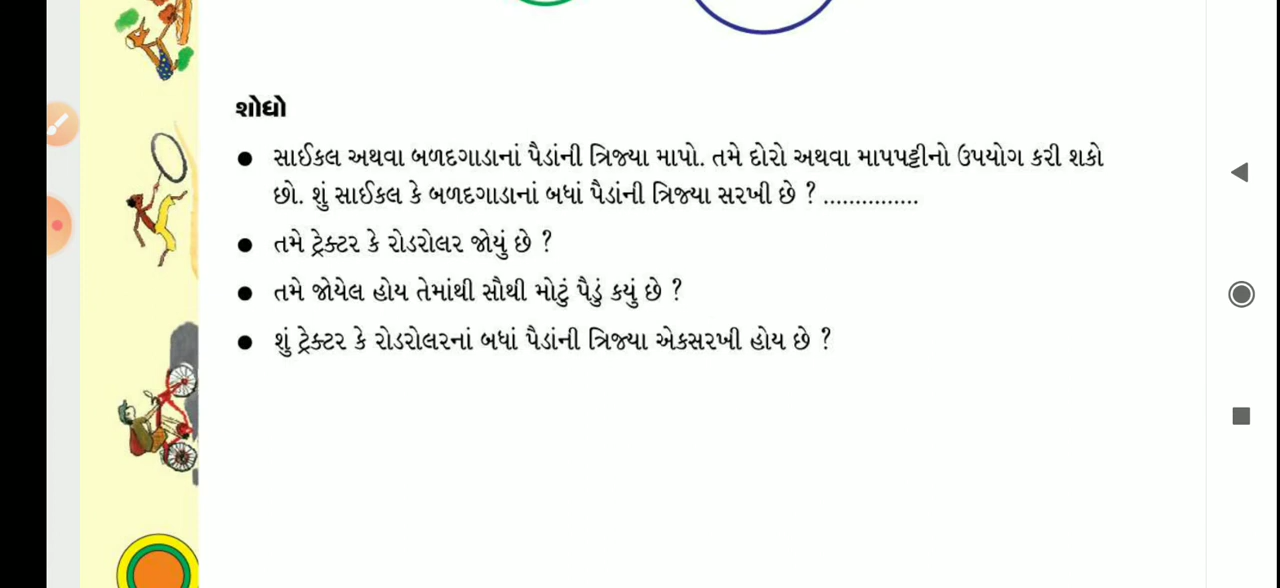 શોધો
● સાઈકલ અથવા બળદગાડાનાં પૈડાંની ત્રિજ્યા માપો. તમે દોરો અથવા માપપટ્ટીનો ઉપયોગ કરી શકો
છો. શું સાઈકલ કે બળદગાડાનાં બધાં પૈડાંની ત્રિજ્યા સરખી છે ? ...............
● તમે ટ્રેક્ટર કે રોડરોલર જોયું છે ?
● તમે જોયેલ હોય તેમાંથી સૌથી મોટું પૈડું કયું છે ?
● શું ટ્રેક્ટર કે રોડરોલરનાં બધાં પૈડાંની ત્રિજ્યા એકસરખી હોય છે ?